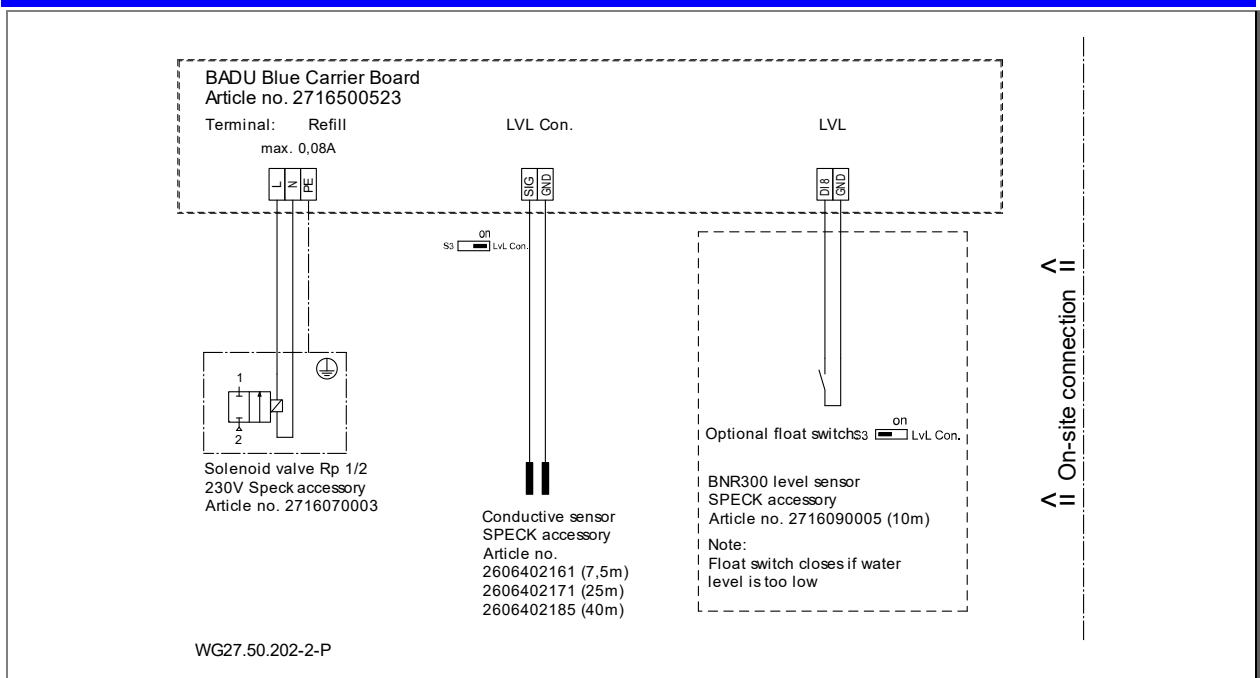 BADU Blue Carrier Board
Article no. 2716500523
Terminal: Refill LVL Con. LVL
max. 0,08A
L N PE
SIG GND
DI 8 GND
on
S3 LvL Con.
1
2
Solenoid valve Rp 1/2
230V Speck accessory
Article no. 2716070003
Conductive sensor
SPECK accessory
Article no.
2606402161 (7,5m)
2606402171 (25m)
2606402185 (40m)
on
Optional float switch S3 LvL Con.
BNR300 level sensor
SPECK accessory
Article no. 2716090005 (10m)
Note:
Float switch closes if water
level is too low
<= On-site connection <=
WG27.50.202-2-P